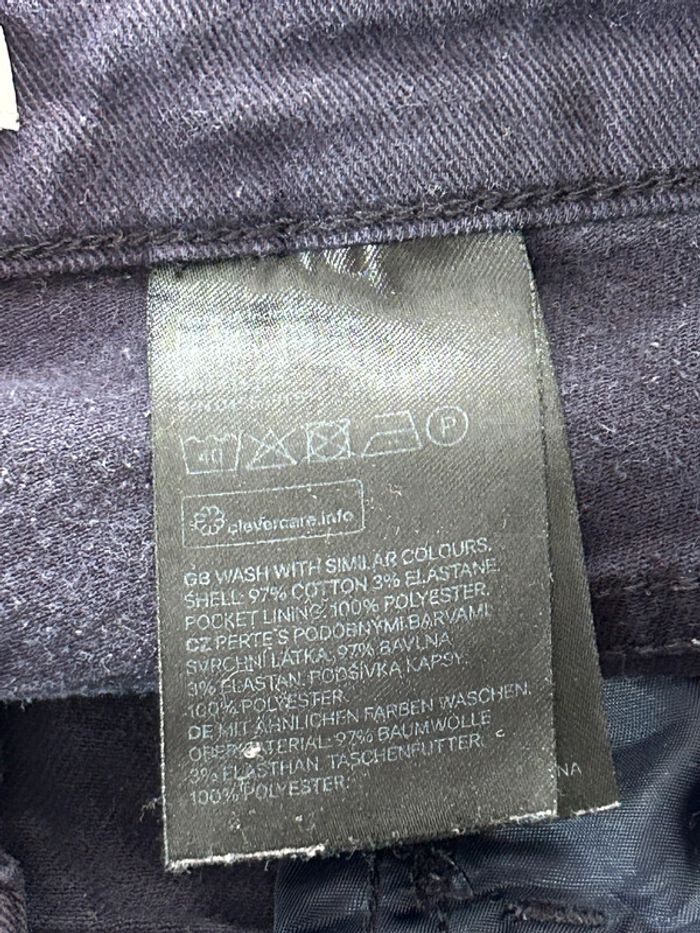 40
P
clevercare.info
GB WASH WITH SIMILAR COLOURS.
SHELL: 97% COTTON 3% ELASTANE.
POCKET LINING: 100% POLYESTER.
CZ PERTE S PODOBNÝMI BARVAMI.
SVRCHNÍ LÁTKA: 97% BAVLNA
3% ELASTAN. PODŠÍVKA KAPSY:
100% POLYESTER.
DE MIT ÄHNLICHEN FARBEN WASCHEN.
OBERMATERIAL: 97% BAUMWOLLE
3% ELASTHAN. TASCHENFUTTER:
100% POLYESTER.
NA